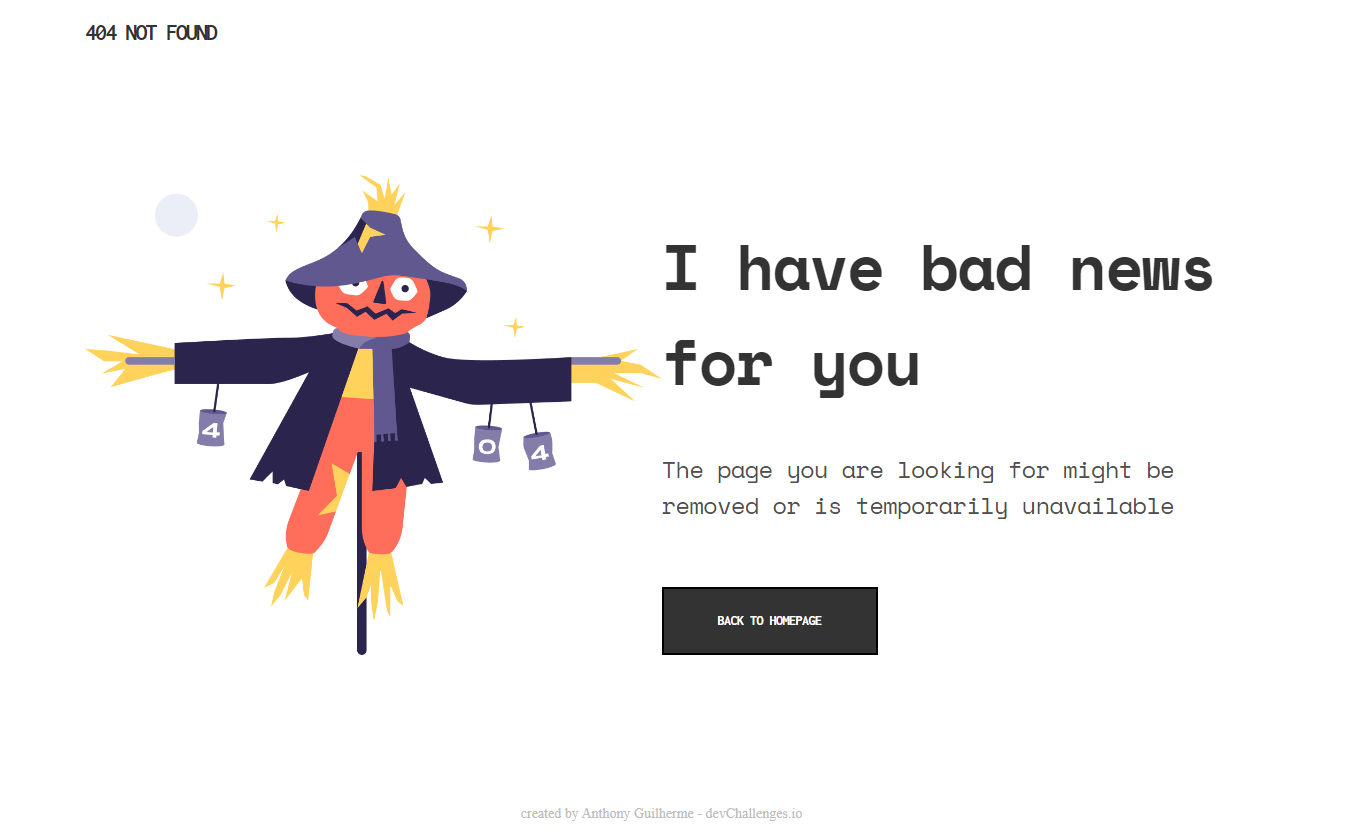 404 NOT FOUND
I have bad news
for you
4
0
4
The page you are looking for might be
removed or is temporarily unavailable
BACK TO HOMEPAGE
created by Anthony Guilherme - devChallenges.io